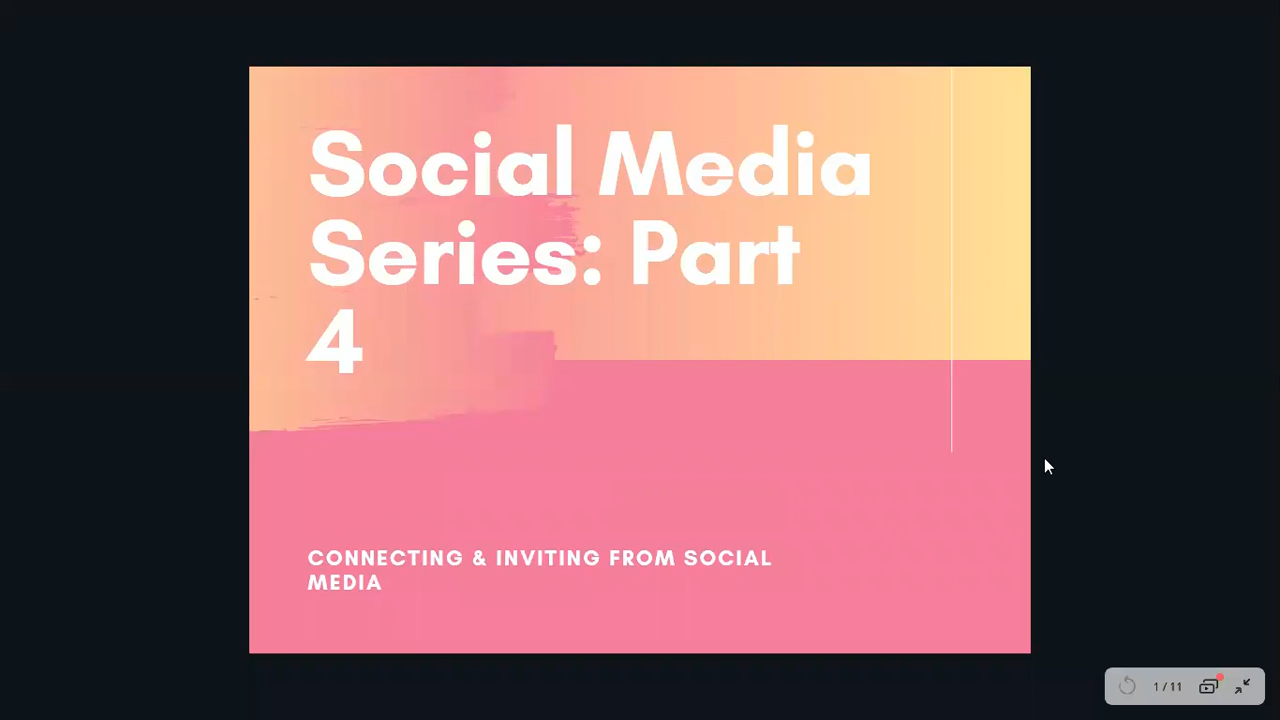 Social Media
Series: Part
4
CONNECTING & INVITING FROM SOCIAL
MEDIA
1/11